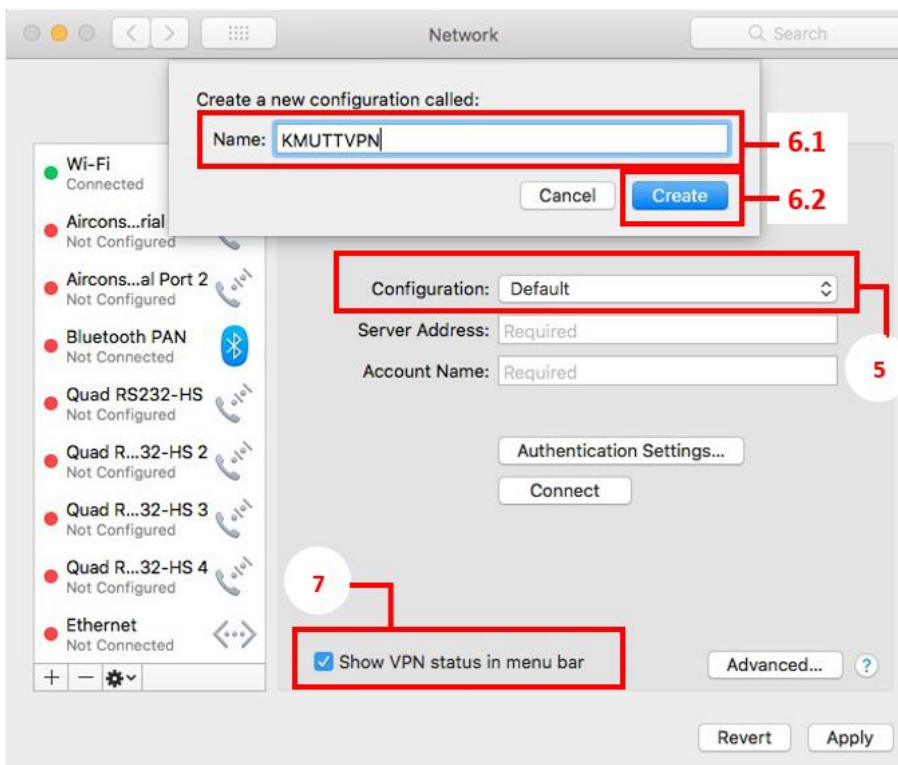 Network
Search
Create a new configuration called:
Name: KMUTTVPN
6.1
Cancel
Create
6.2
Wi-Fi
Connected
Aircons...rial
Not Configured
Aircons...al Port 2
Not Configured
Bluetooth PAN
Not Connected
Quad RS232-HS
Not Configured
Quad R...32-HS 2
Not Configured
Quad R...32-HS 3
Not Configured
Quad R...32-HS 4
Not Configured
Ethernet
Not Connected
Configuration: Default
Server Address: Required
Account Name: Required
5
Authentication Settings...
Connect
7
Show VPN status in menu bar
Advanced...
?
Revert
Apply